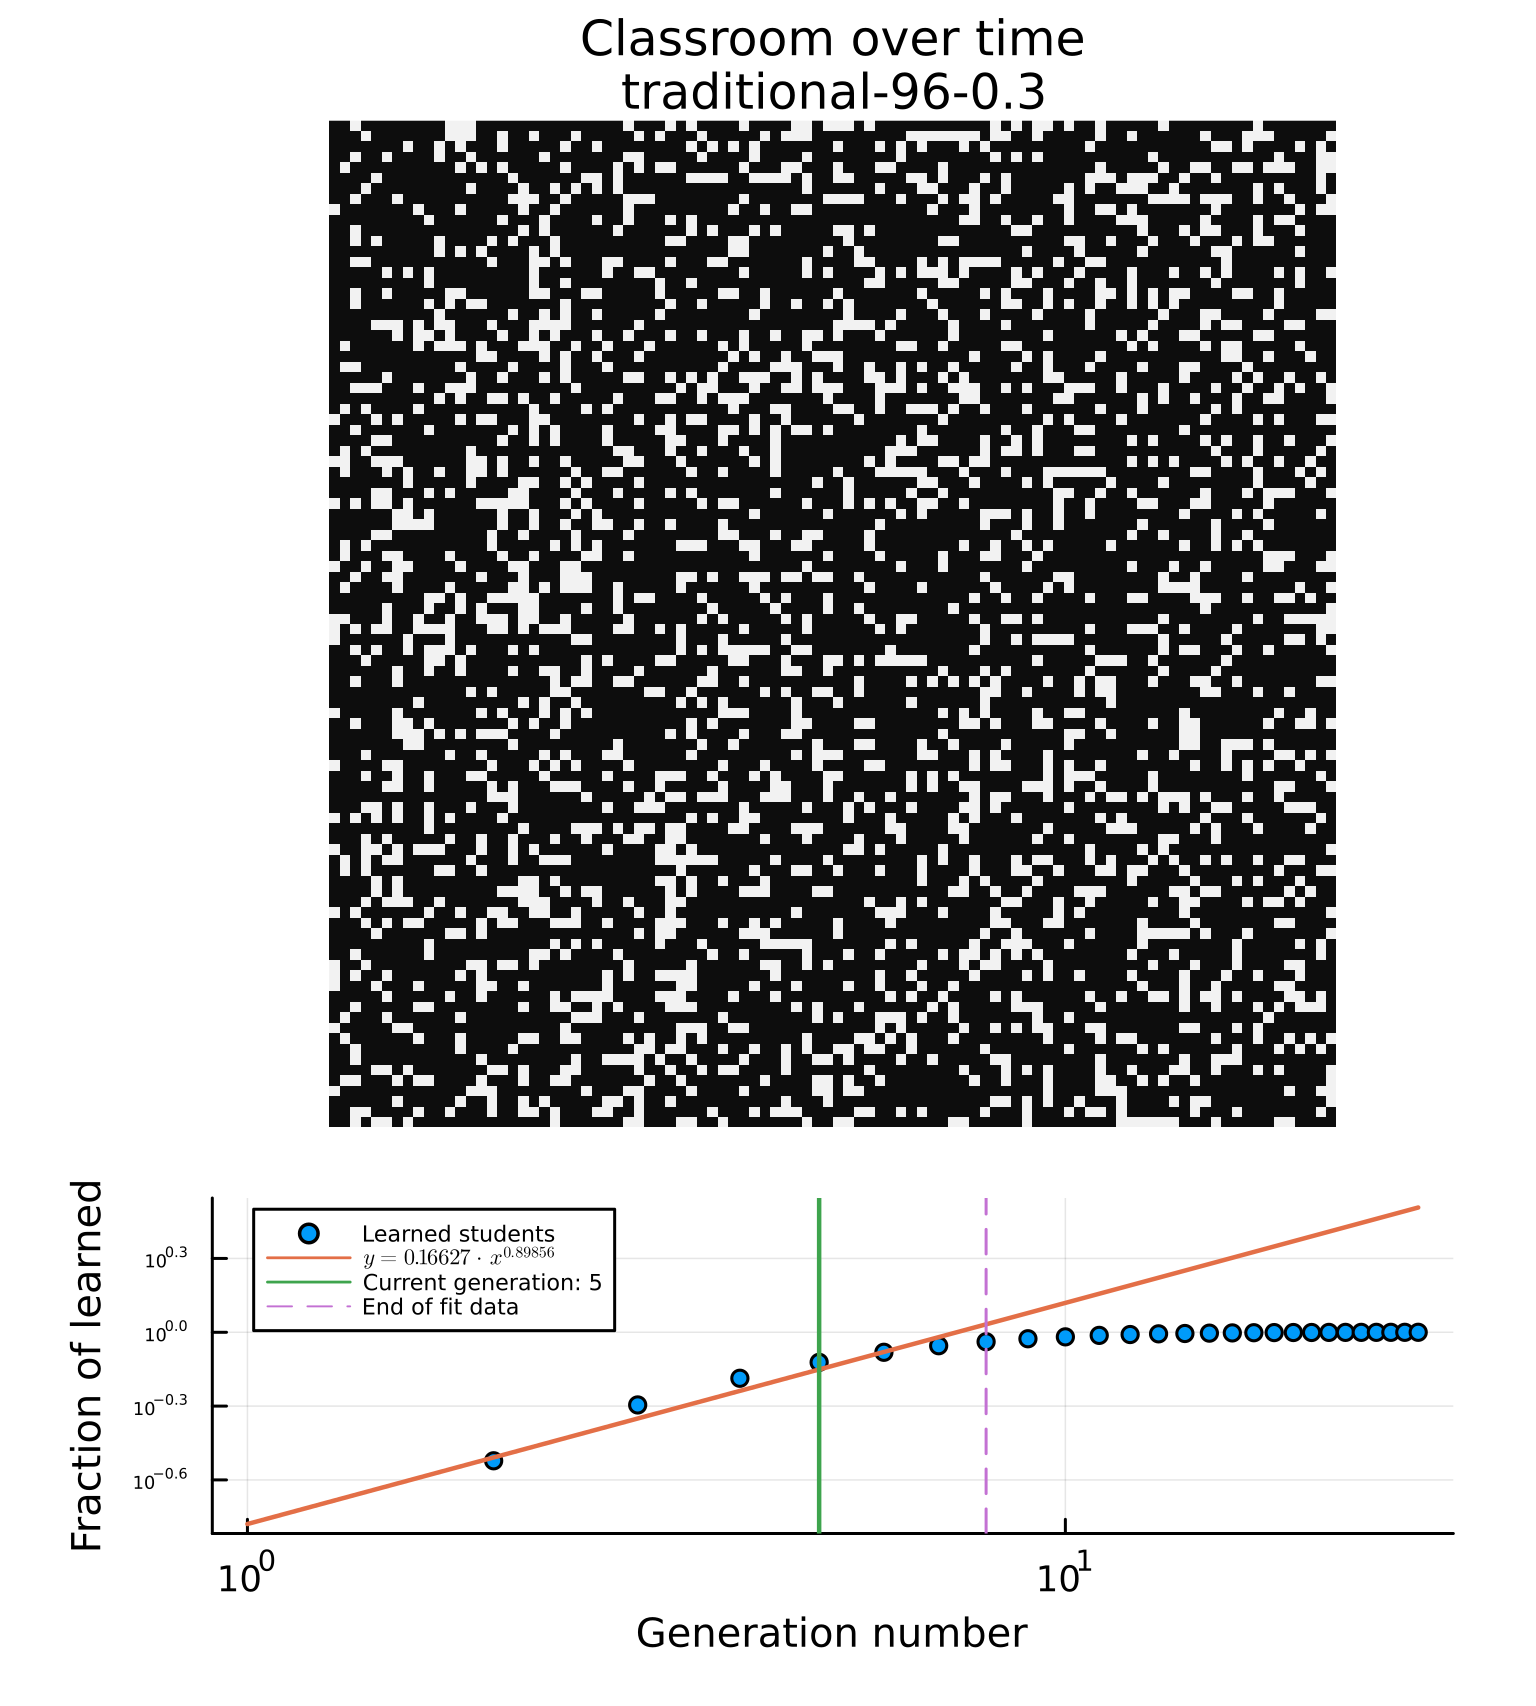 Classroom over time
traditional-96-0.3
Fraction of learned
Learned students
y = 0.16627 · x^0.89856
Current generation: 5
End of fit data
10^0.3
10^0.0
10^−0.3
10^−0.6
10^0
10^1
Generation number